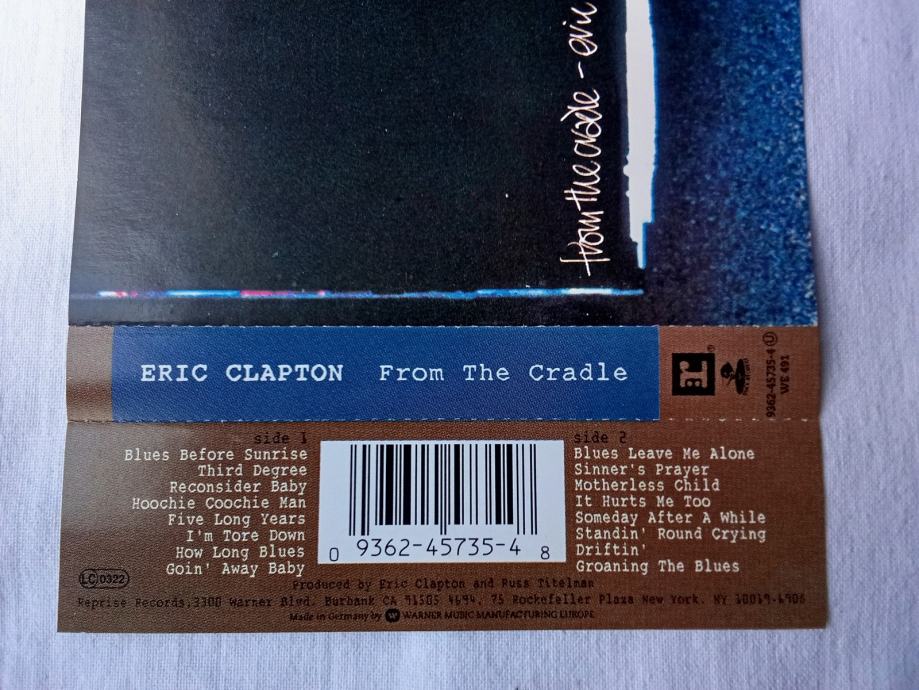 from the cradle - eric
ERIC CLAPTON From The Cradle
9362-45735-4 U
WE 491
side 1
Blues Before Sunrise
Third Degree
Reconsider Baby
Hoochie Coochie Man
Five Long Years
I'm Tore Down
How Long Blues
Goin' Away Baby
0 9362-45735-4 8
side 2
Blues Leave Me Alone
Sinner's Prayer
Motherless Child
It Hurts Me Too
Someday After A While
Standin' Round Crying
Driftin'
Groaning The Blues
LC 0322
Produced by Eric Clapton and Russ Titelman
Reprise Records, 3300 Warner Blvd. Burbank CA 91505 4694, 75 Rockefeller Plaza New York, NY 10019-6908
Made in Germany by WARNER MUSIC MANUFACTURING EUROPE